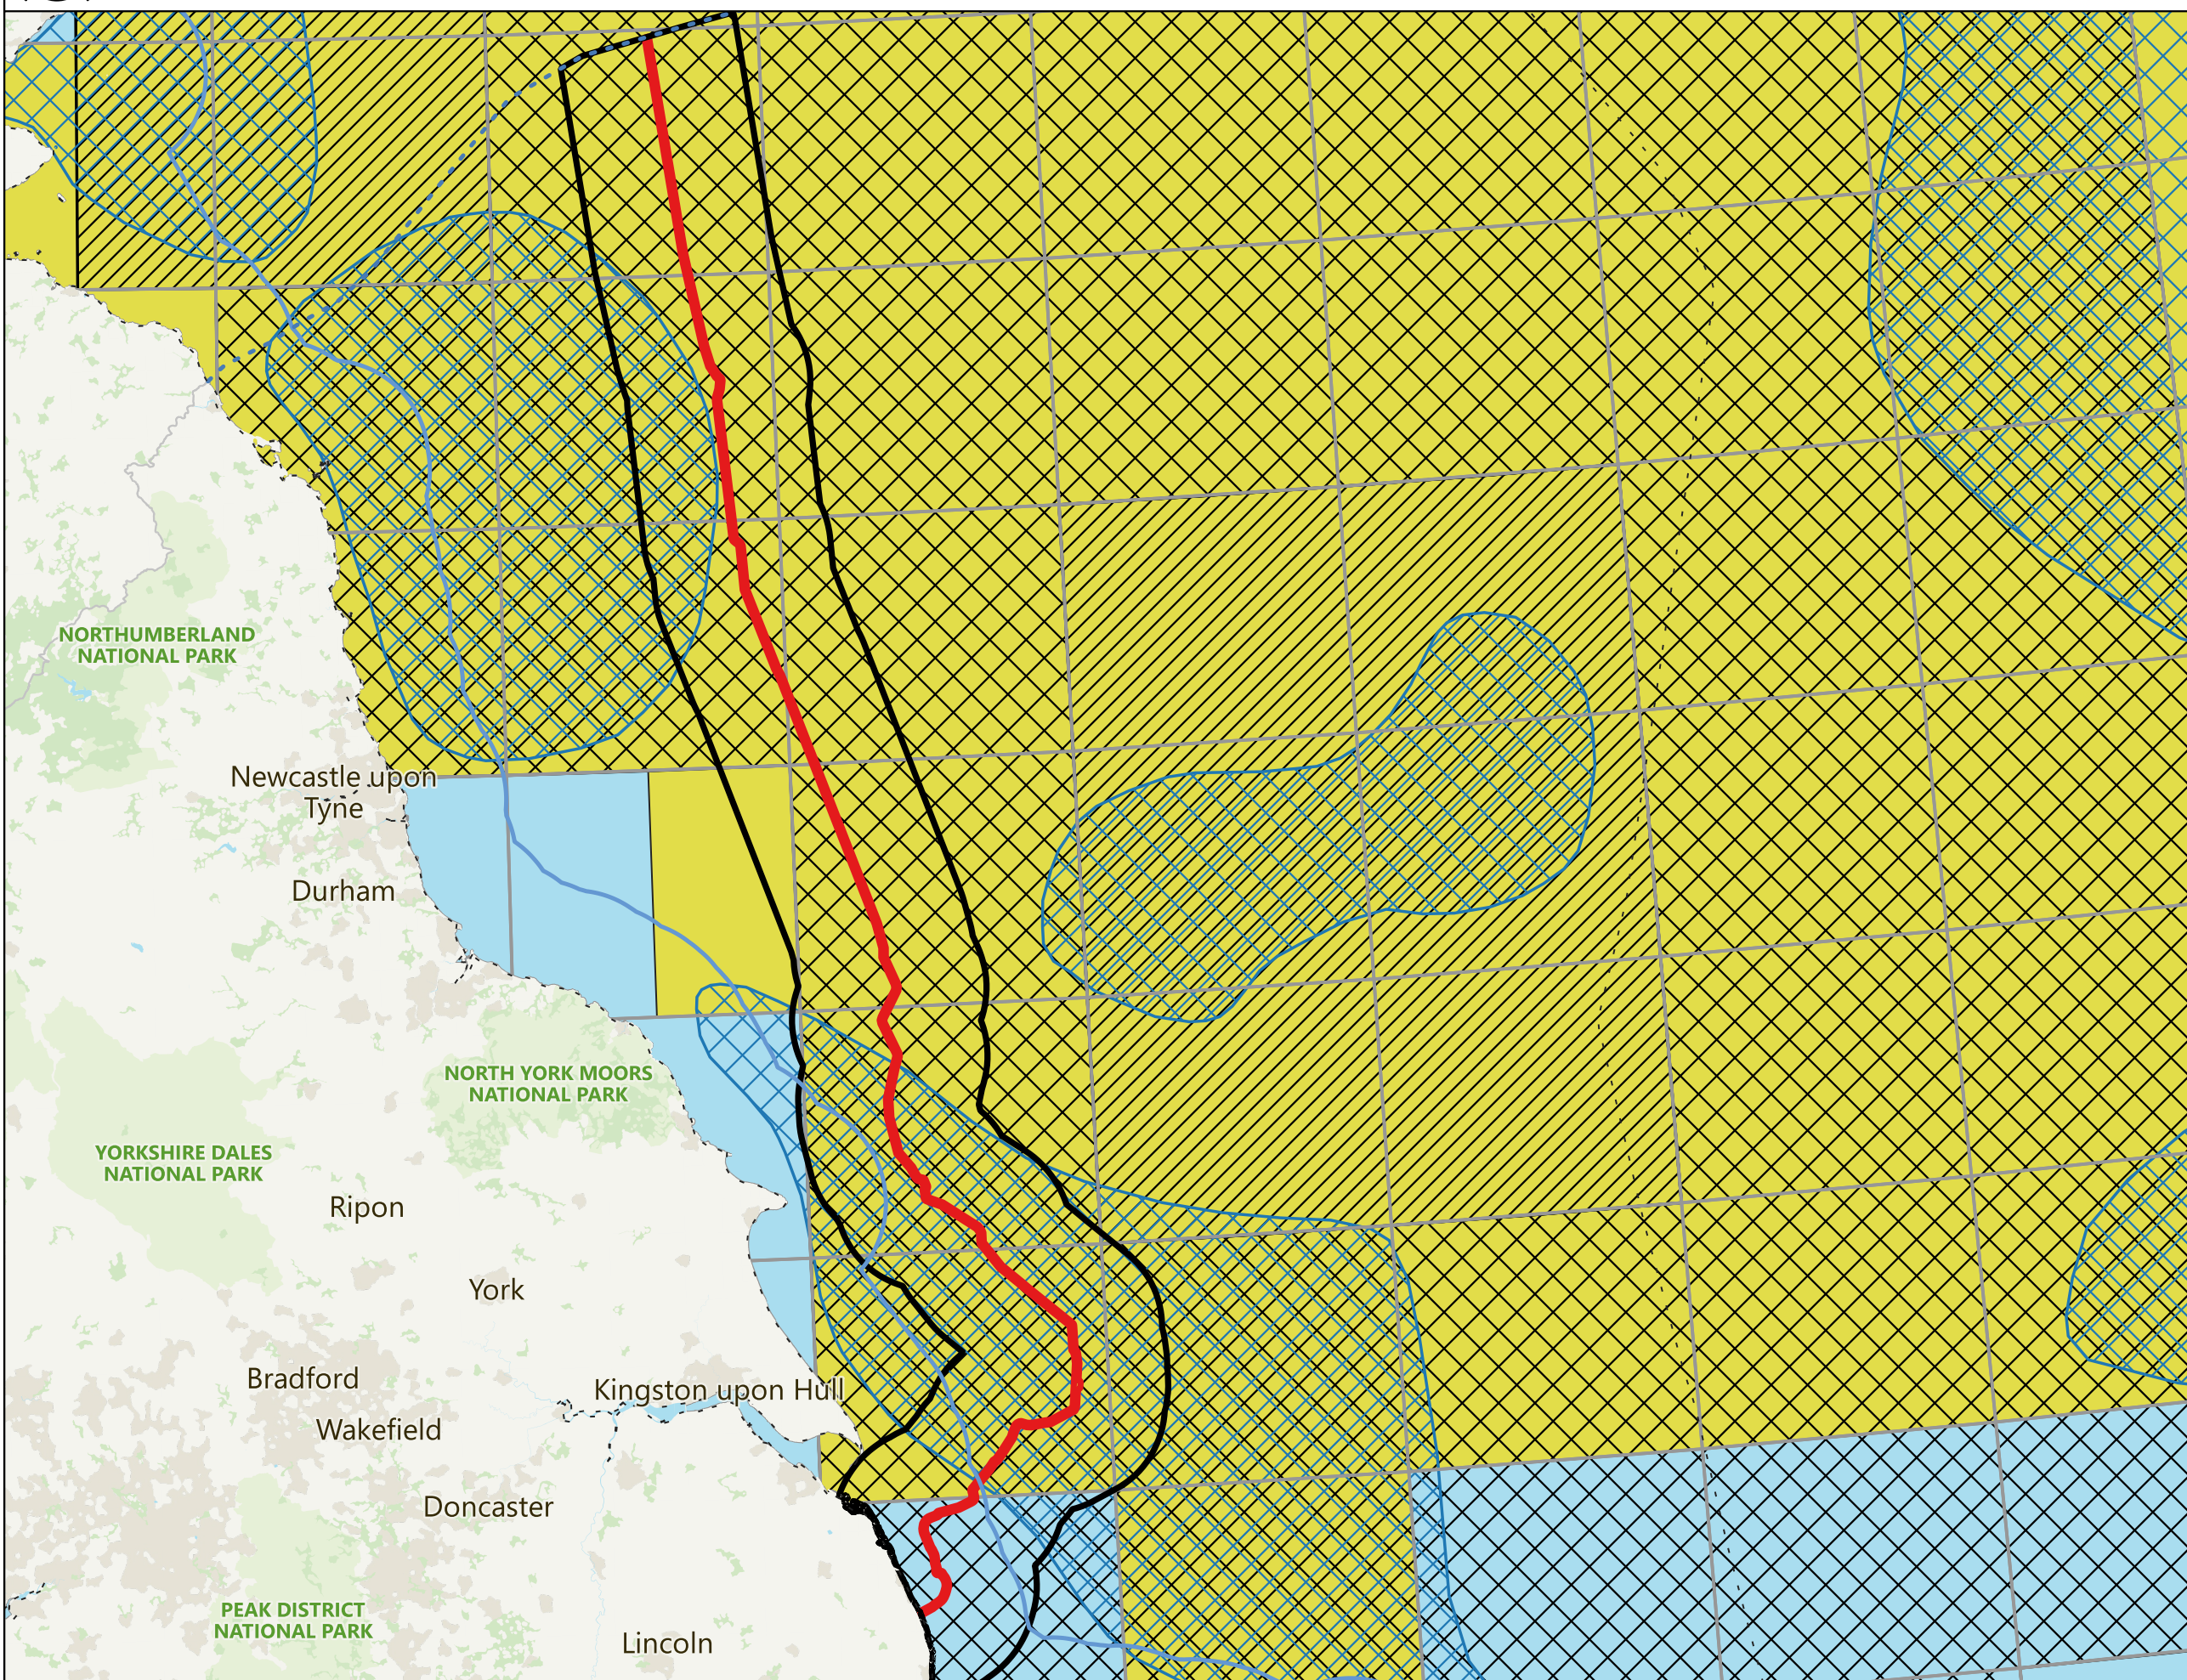 NORTHUMBERLAND
NATIONAL PARK
Newcastle upon
Tyne
Durham
NORTH YORK MOORS
NATIONAL PARK
YORKSHIRE DALES
NATIONAL PARK
Ripon
York
Bradford
Kingston upon Hull
Wakefield
Doncaster
PEAK DISTRICT
NATIONAL PARK
Lincoln